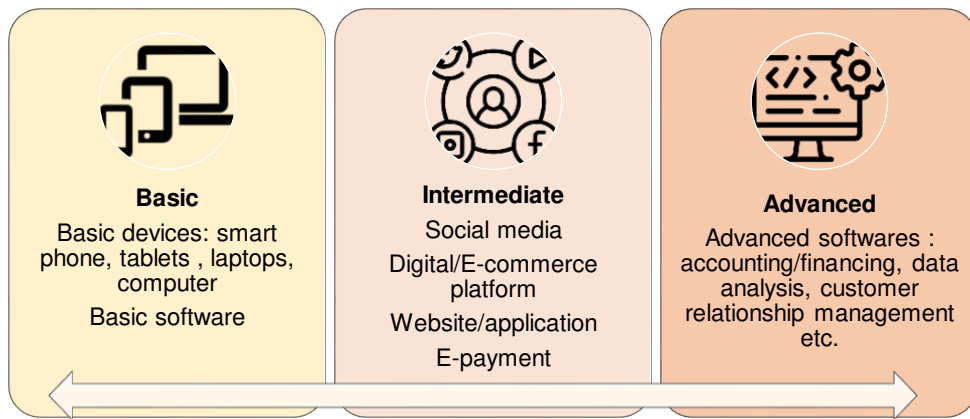 Basic
Basic devices: smart
phone, tablets , laptops,
computer
Basic software
Intermediate
Social media
Digital/E-commerce
platform
Website/application
E-payment
Advanced
Advanced softwares :
accounting/financing, data
analysis, customer
relationship management
etc.